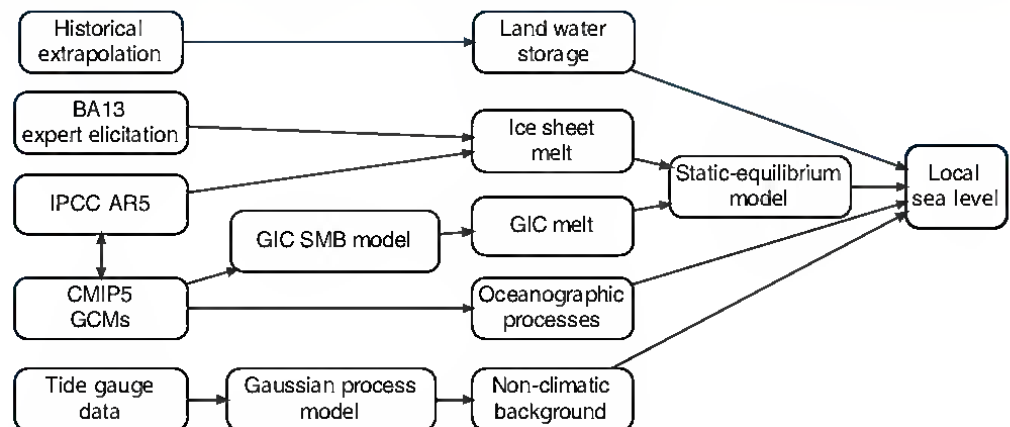 Historical
extrapolation
Land water
storage
BA13
expert elicitation
Ice sheet
melt
Static-equilibrium
model
Local
sea level
IPCC AR5
GIC SMB model
GIC melt
CMIP5
GCMs
Oceanographic
processes
Tide gauge
data
Gaussian process
model
Non-climatic
background